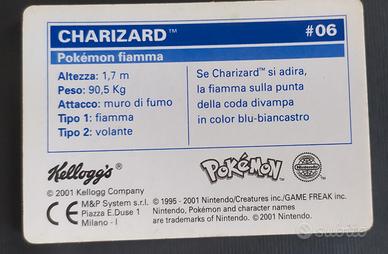 CHARIZARD™ #06
Pokémon fiamma
Altezza: 1,7 m
Peso: 90,5 Kg
Attacco: muro di fumo
Tipo 1: fiamma
Tipo 2: volante
Se Charizard™ si adira,
la fiamma sulla punta
della coda divampa
in color blu-biancastro
Kellogg's®
© 2001 Kellogg Company
M&P System s.r.l.
Piazza E.Duse 1
Milano - I
CE
POKéMON
© 1995 - 2001 Nintendo/Creatures inc./GAME FREAK inc.
Nintendo, Pokémon and character names
are trademarks of Nintendo. ©2001 Nintendo.
Subito